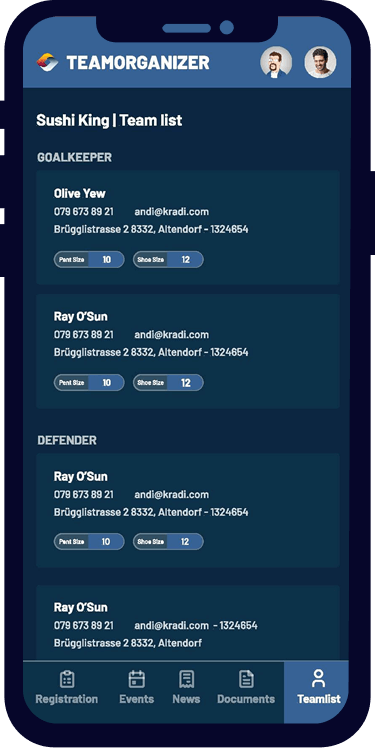 TEAMORGANIZER
Sushi King | Team list
GOALKEEPER
Olive Yew
079 673 89 21 andi@kradi.com
Brügglistrasse 2 8332, Altendorf - 1324654
Pent Size 10 Shoe Size 12
Ray O'Sun
079 673 89 21 andi@kradi.com
Brügglistrasse 2 8332, Altendorf - 1324654
Pent Size 10 Shoe Size 12
DEFENDER
Ray O'Sun
079 673 89 21 andi@kradi.com
Brügglistrasse 2 8332, Altendorf - 1324654
Pent Size 10 Shoe Size 12
Ray O'Sun
079 673 89 21 andi@kradi.com - 1324654
Brügglistrasse 2 8332, Altendorf
Registration Events News Documents Teamlist